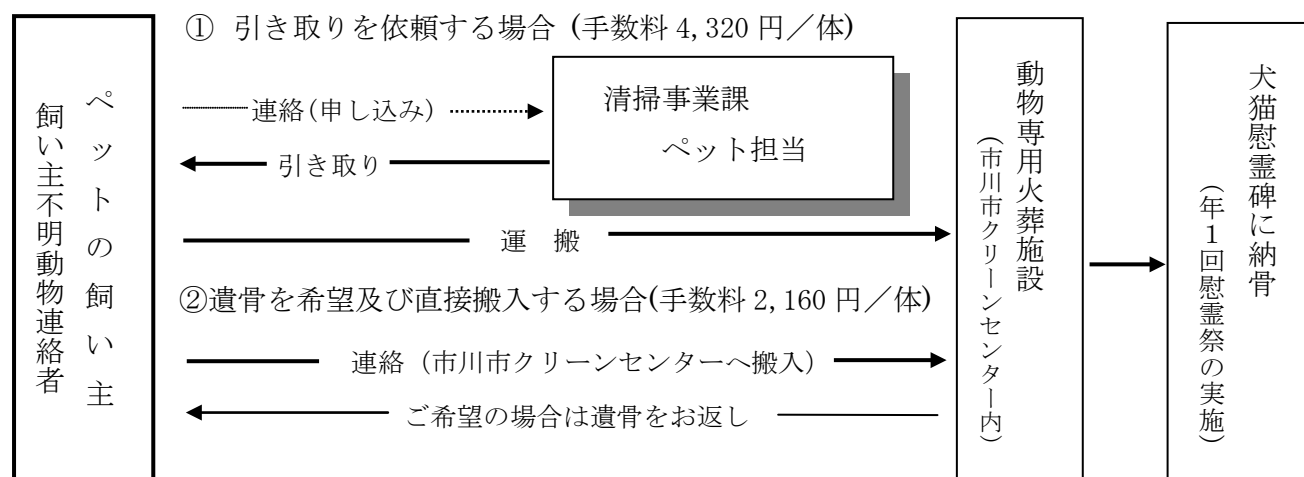 ペットの飼い主
飼い主不明動物連絡者
① 引き取りを依頼する場合 (手数料 4,320 円／体)
連絡(申し込み)
清掃事業課
ペット担当
引き取り
運 搬
②遺骨を希望及び直接搬入する場合(手数料 2,160 円／体)
連絡（市川市クリーンセンターへ搬入）
ご希望の場合は遺骨をお返し
動物専用火葬施設
（市川市クリーンセンター内）
犬猫慰霊碑に納骨
（年１回慰霊祭の実施）